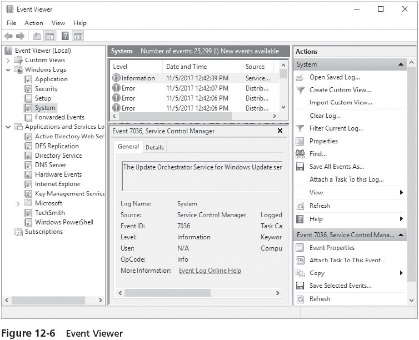 Event Viewer
File Action View Help
Event Viewer (Local)
Custom Views
Windows Logs
Application
Security
Setup
System
Forwarded Events
Applications and Services Lo
Active Directory Web Ser
DFS Replication
Directory Service
DNS Server
Hardware Events
Internet Explorer
Key Management Service
Microsoft
TechSmith
Windows PowerShell
Subscriptions
System Number of events: 25,299 (!) New events available
Level Date and Time Source
Information 11/5/2017 12:42:39 PM Service...
Error 11/5/2017 12:42:07 PM Distrib...
Error 11/5/2017 12:42:06 PM Distrib...
Error 11/5/2017 12:42:06 PM Distrib...
Event 7036, Service Control Manager
General Details
The Update Orchestrator Service for Windows Update ser
Log Name: System
Source: Service Control Manager Logged
Event ID: 7036 Task Ca
Level: Information Keywor
User: N/A Compu
OpCode: Info
More Information: Event Log Online Help
Actions
System
Open Saved Log...
Create Custom View...
Import Custom View...
Clear Log...
Filter Current Log...
Properties
Find...
Save All Events As...
Attach a Task To this Log...
View
Refresh
Help
Event 7036, Service Control Mana...
Event Properties
Attach Task To This Event...
Copy
Save Selected Events...
Refresh
Figure 12-6 Event Viewer